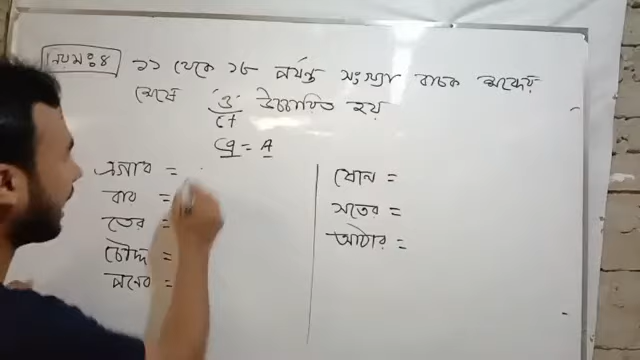 নিয়মঃ৪ ১১ থেকে ১৮ পর্যন্ত সংখ্যা বাচক শব্দের
শেষে 'ও' উচ্চারিত হয়
= A
এগার =
বার =
তের =
চৌদ্দ =
পনের =
ষোল =
সতের =
আঠার =